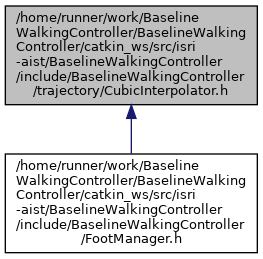 /home/runner/work/Baseline
WalkingController/BaselineWalking
Controller/catkin_ws/src/isri
-aist/BaselineWalkingController
/include/BaselineWalkingController
/trajectory/CubicInterpolator.h
/home/runner/work/Baseline
WalkingController/BaselineWalking
Controller/catkin_ws/src/isri
-aist/BaselineWalkingController
/include/BaselineWalkingController
/FootManager.h